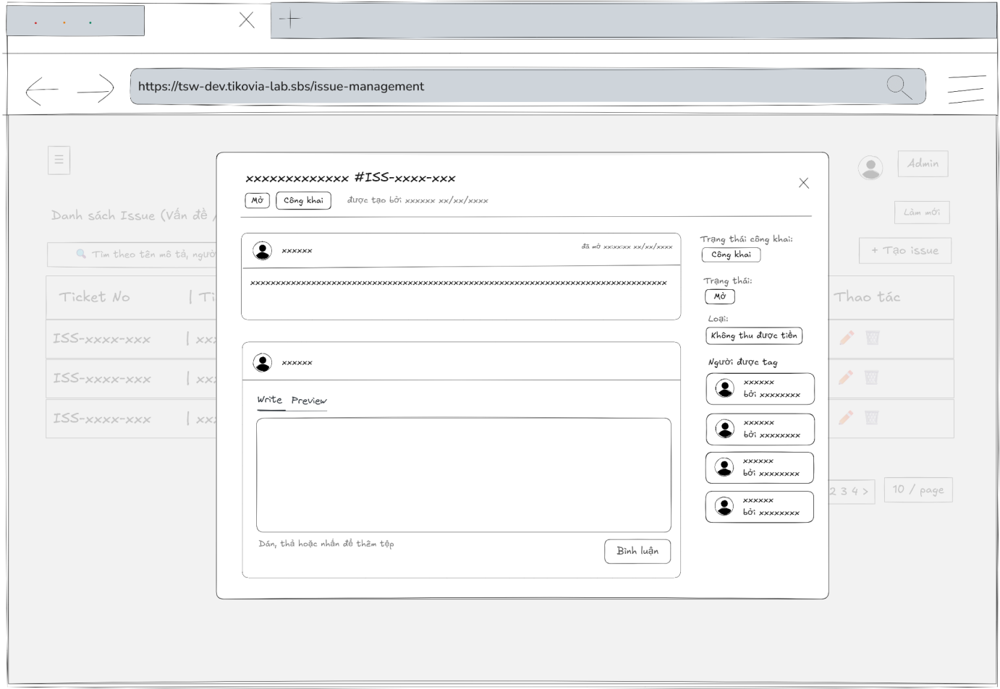 https://tsw-dev.tikovia-lab.sbs/issue-management
Admin
Danh sách Issue (Vấn đề /
Làm mới
🔍 Tìm theo tên mô tả, ngườ
+ Tạo issue
Ticket No | Ti
Thao tác
ISS-xxxx-xxx | xx
ISS-xxxx-xxx | xx
ISS-xxxx-xxx | xx
2 3 4 >
10 / page
xxxxxxxxxxxxx #ISS-xxxx-xxx
Mở Công khai được tạo bởi xxxxxx xx/xx/xxxx
xxxxxx đã mở xx:xx:xx xx/xx/xxxx
xxxxxxxxxxxxxxxxxxxxxxxxxxxxxxxxxxxxxxxxxxxxxxxxxxxxxxxxxxxxxxxxxxxxxxxxxxxxxxxxxx
xxxxxx
Write Preview
Dán, thả hoặc nhấn để thêm tệp
Bình luận
Trạng thái công khai:
Công khai
Trạng thái:
Mở
Loại:
Không thu được tiền
Người được tag
xxxxxx
bởi xxxxxxxx
xxxxxx
bởi xxxxxxxx
xxxxxx
bởi xxxxxxxx
xxxxxx
bởi xxxxxxxx